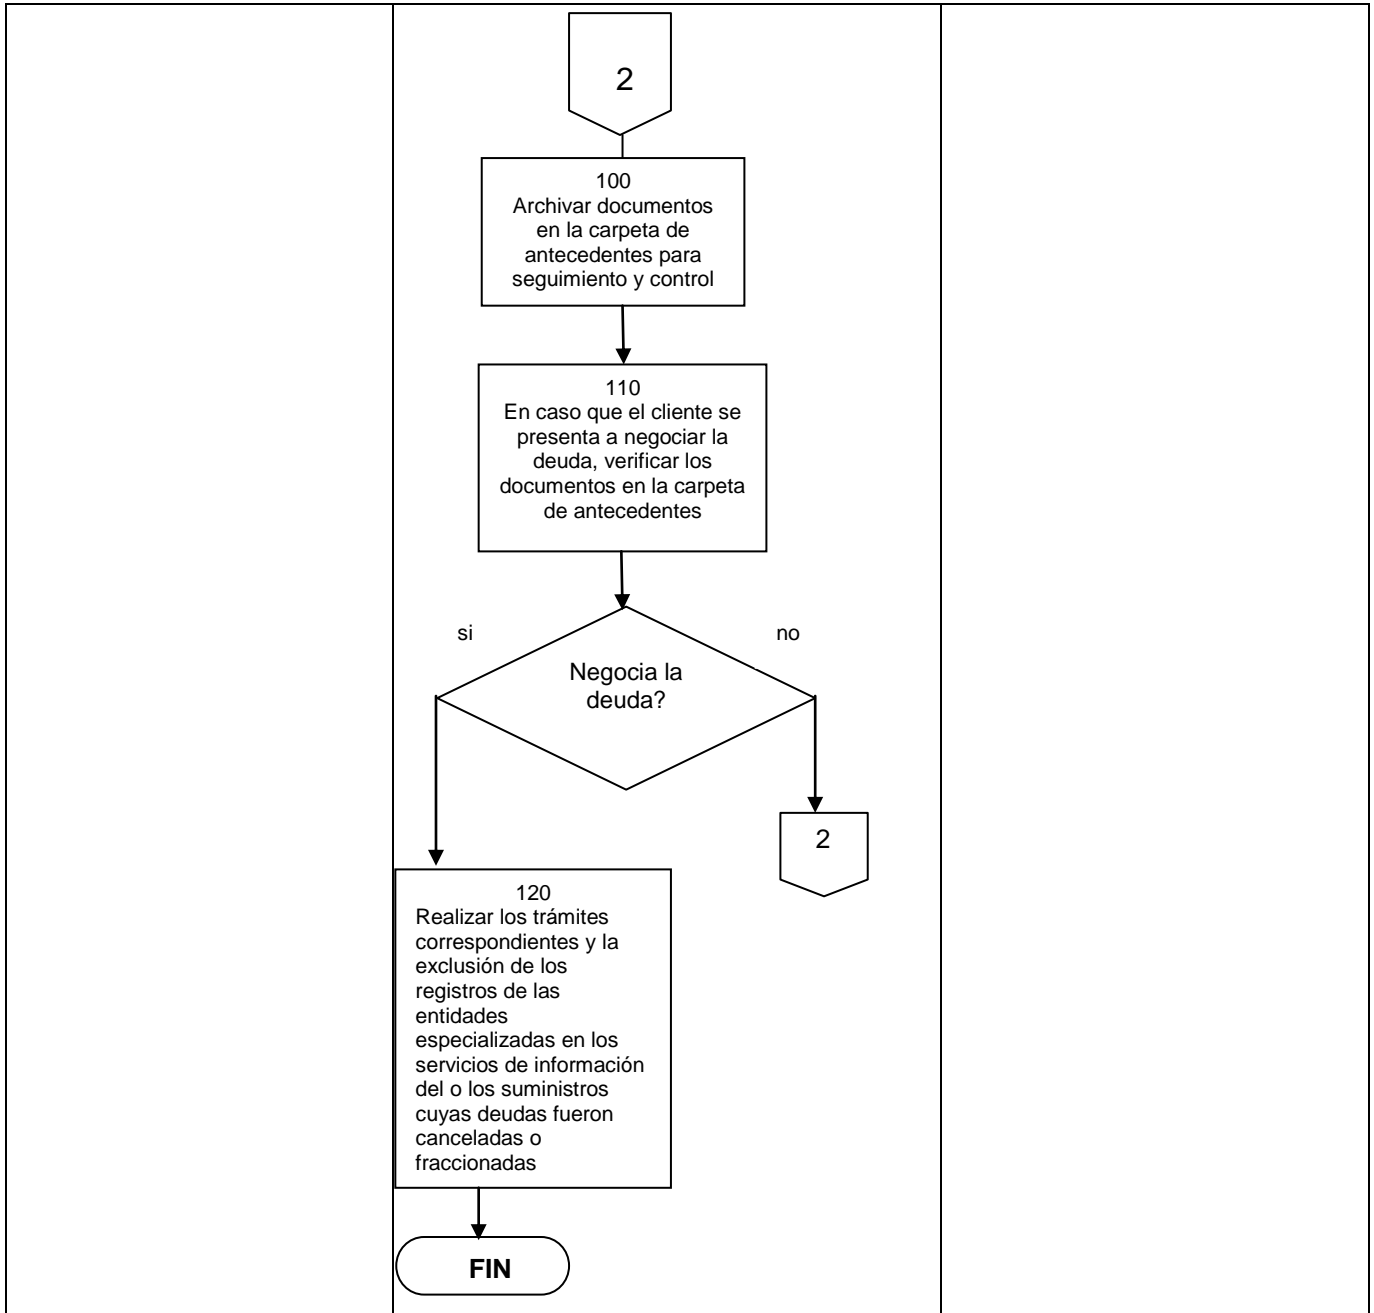 2
100
Archivar documentos
en la carpeta de
antecedentes para
seguimiento y control
110
En caso que el cliente se
presenta a negociar la
deuda, verificar los
documentos en la carpeta
de antecedentes
si
no
Negocia la
deuda?
2
120
Realizar los trámites
correspondientes y la
exclusión de los
registros de las
entidades
especializadas en los
servicios de información
del o los suministros
cuyas deudas fueron
canceladas o
fraccionadas
FIN